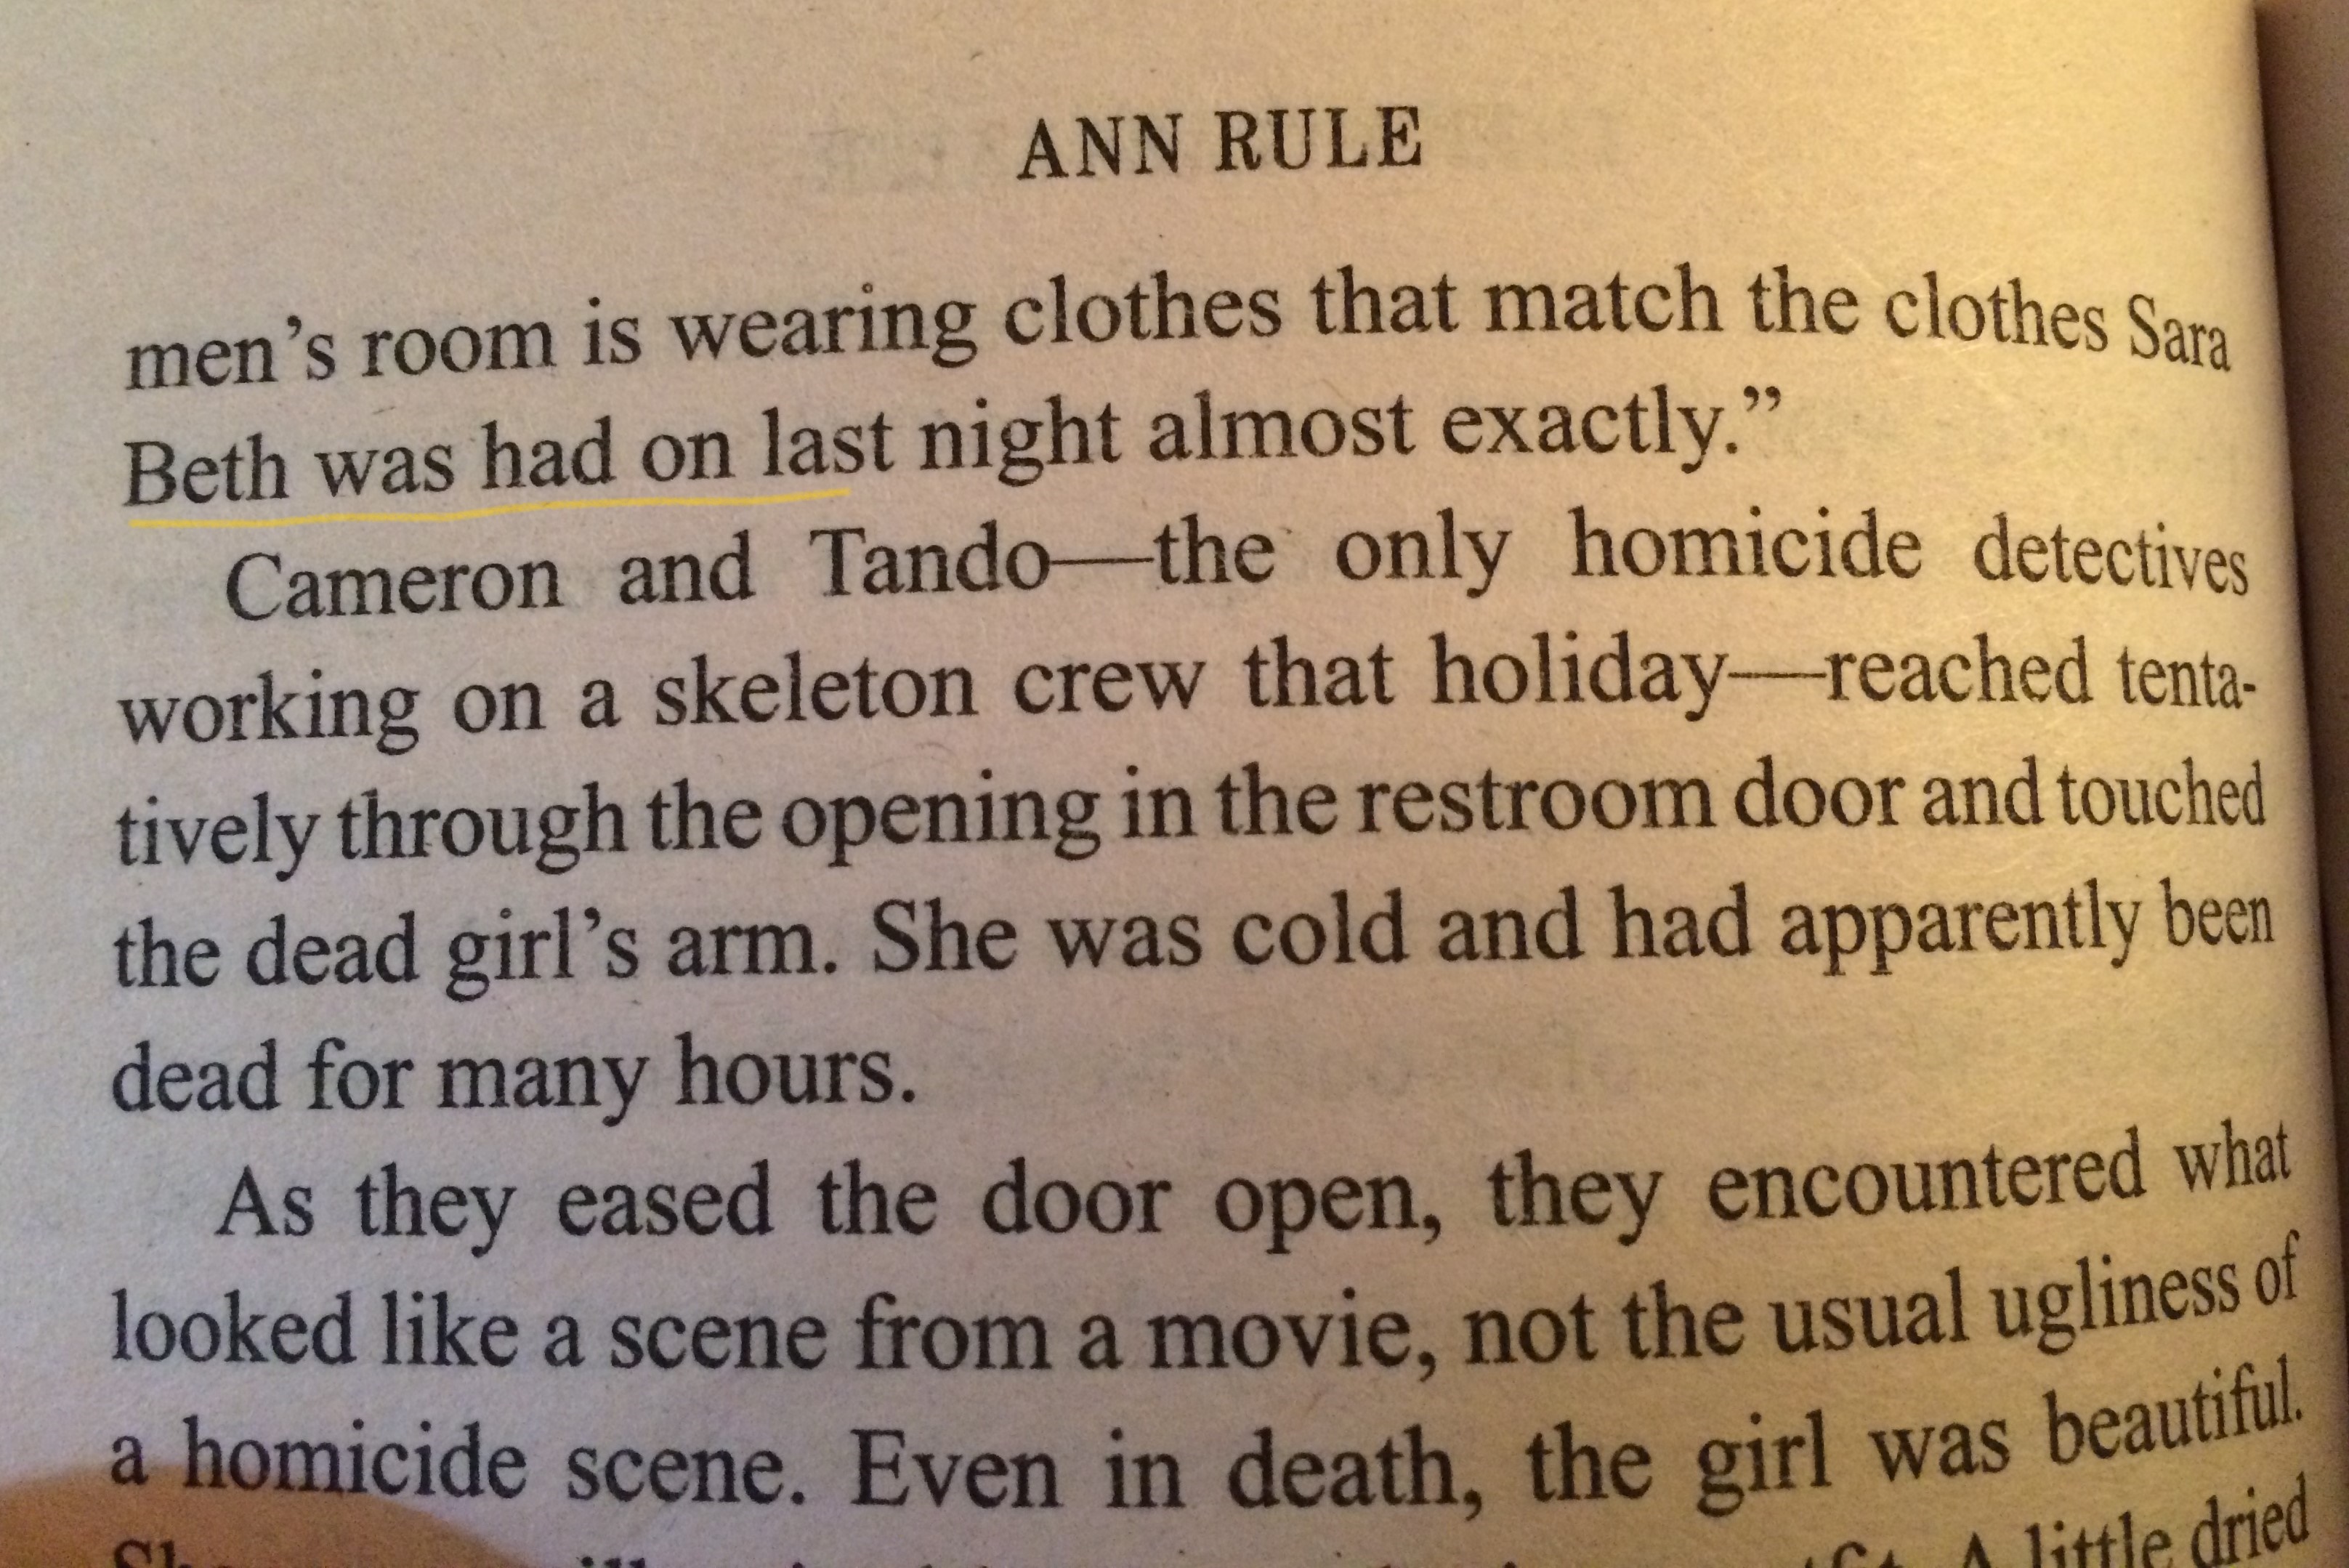 ANN RULE
men's room is wearing clothes that match the clothes Sara
Beth was had on last night almost exactly.”
Cameron and Tando—the only homicide detectives
working on a skeleton crew that holiday—reached tenta-
tively through the opening in the restroom door and touched
the dead girl’s arm. She was cold and had apparently been
dead for many hours.
As they eased the door open, they encountered what
looked like a scene from a movie, not the usual ugliness of
a homicide scene. Even in death, the girl was beautiful.
A little dried